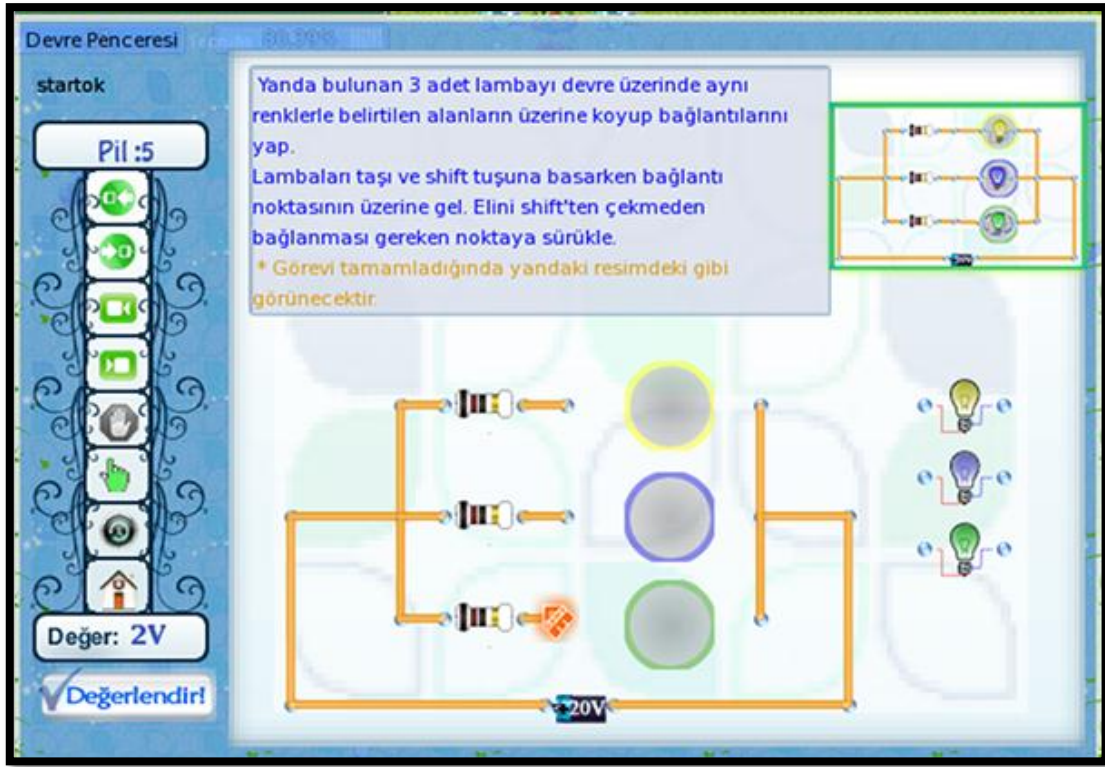 Devre Penceresi
startok
Pil :5
Yanda bulunan 3 adet lambayı devre üzerinde aynı
renklerle belirtilen alanların üzerine koyup bağlantılarını
yap.
Lambaları taşı ve shift tuşuna basarken bağlantı
noktasının üzerine gel. Elini shift'ten çekmeden
bağlanması gereken noktaya sürükle.
* Görevi tamamladığında yandaki resimdeki gibi
görünecektir.
+20V
Değer: 2V
Değerlendir!